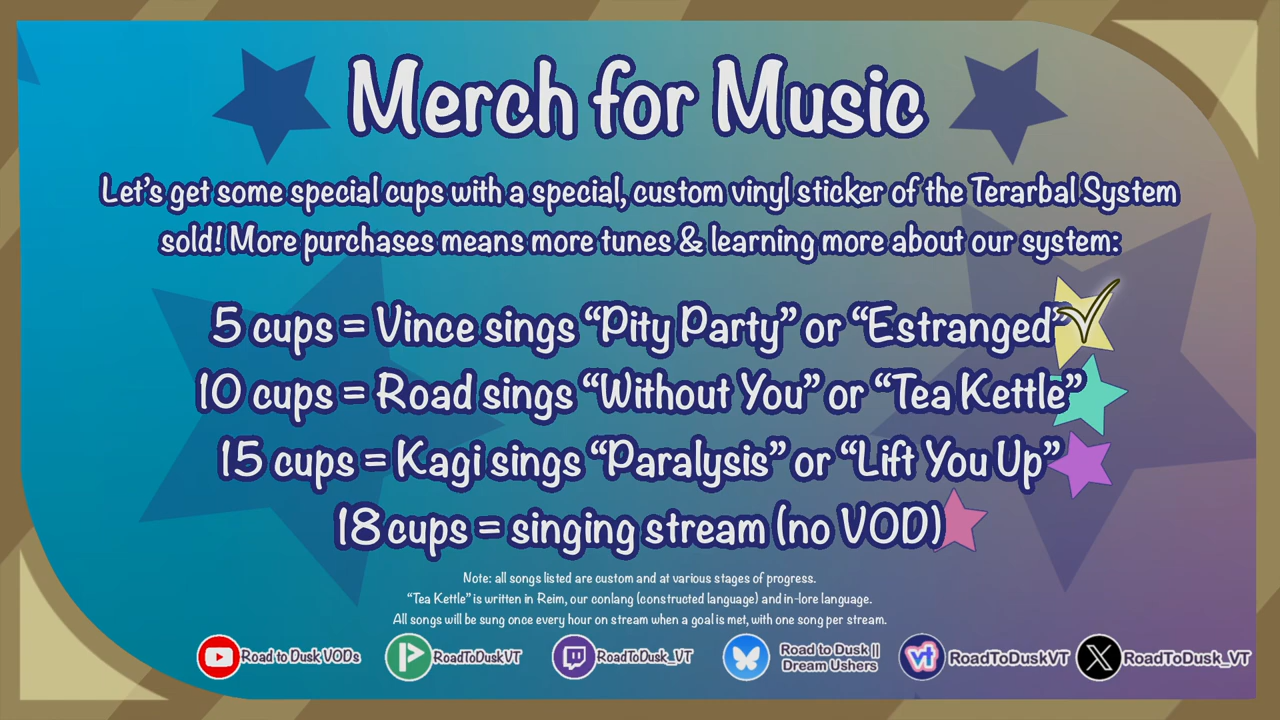 Merch for Music
Let's get some special cups with a special, custom vinyl sticker of the Terarbal System
sold! More purchases means more tunes & learning more about our system:
5 cups = Vince sings “Pity Party” or “Estranged”
10 cups = Road sings “Without You” or “Tea Kettle”
15 cups = Kagi sings “Paralysis” or “Lift You Up”
18 cups = singing stream (no VOD)
Note: all songs listed are custom and at various stages of progress.
“Tea Kettle” is written in Reim, our conlang (constructed language) and in-lore language.
All songs will be sung once every hour on stream when a goal is met, with one song per stream.
Road to Dusk VODs
RoadToDuskVT
RoadToDusk_VT
Road to Dusk ||
Dream Ushers
vt RoadToDuskVT
RoadToDusk_VT